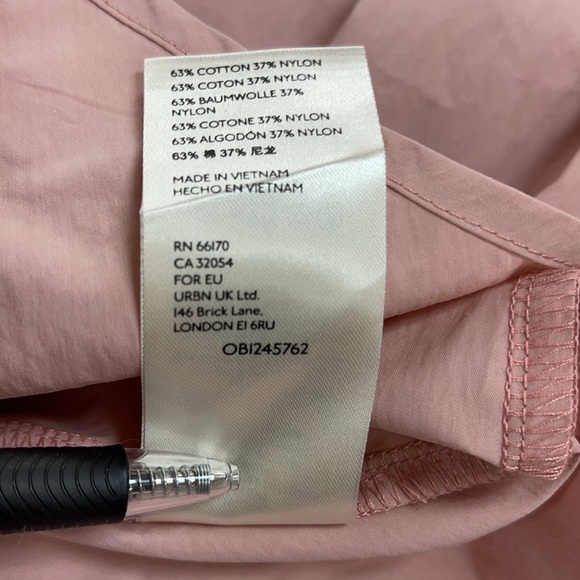 63% COTTON 37% NYLON
63% COTON 37% NYLON
63% BAUMWOLLE 37%
NYLON
63% COTONE 37% NYLON
63% ALGODÓN 37% NYLON
63% 棉 37% 尼龙
MADE IN VIETNAM
HECHO EN VIETNAM
RN 66170
CA 32054
FOR EU
URBN UK Ltd.
146 Brick Lane,
LONDON E1 6RU
OB1245762